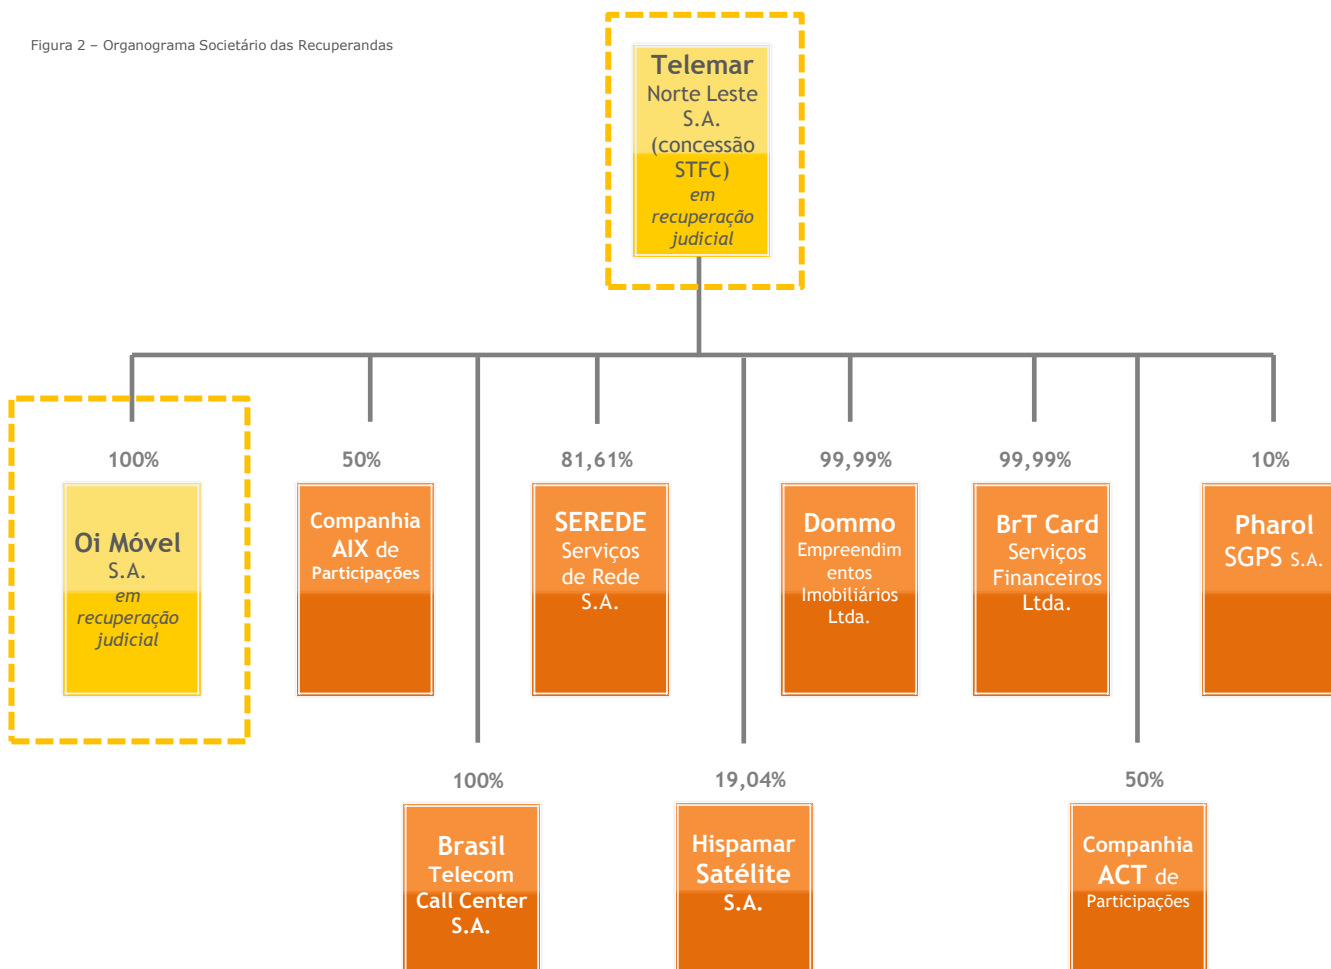 Figura 2 – Organograma Societário das Recuperandas
Telemar
Norte Leste
S.A.
(concessão
STFC)
em
recuperação
judicial
100%
50%
81,61%
99,99%
99,99%
10%
Oi Móvel
S.A.
em
recuperação
judicial
Companhia
AIX de
Participações
SEREDE
Serviços
de Rede
S.A.
Dommo
Empreendim
entos
Imobiliários
Ltda.
BrT Card
Serviços
Financeiros
Ltda.
Pharol
SGPS S.A.
100%
19,04%
50%
Brasil
Telecom
Call Center
S.A.
Hispamar
Satélite
S.A.
Companhia
ACT de
Participações